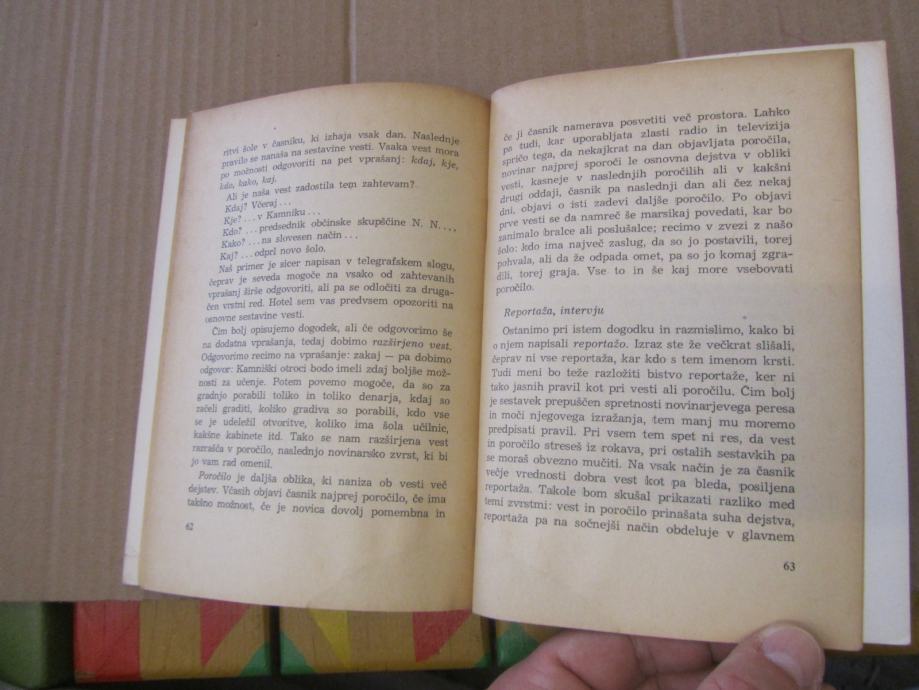 ritvi šole v časniku, ki izhaja vsak dan. Naslednje
pravilo se nanaša na sestavine vesti. Vsaka vest mora
po možnosti odgovoriti na pet vprašanj: kdaj, kje,
kdo, kako, kaj.
Ali je naša vest zadostila tem zahtevam?
Kdaj? Včeraj...
Kje? ...v Kamniku...
Kdo? ...predsednik občinske skupščine N. N....,
Kako? ...na slovesen način...
Kaj? ...odprl novo šolo.
Naš primer je sicer napisan v telegrafskem slogu,
čeprav je seveda mogoče na vsako od zahtevanih
vprašanj širše odgovoriti, ali pa se odločiti za druga-
čen vrstni red. Hotel sem vas predvsem opozoriti na
osnovne sestavine vesti.
Čim bolj opisujemo dogodek, ali če odgovorimo še
na dodatna vprašanja, tedaj dobimo razširjeno vest.
Odgovorimo recimo na vprašanje: zakaj — pa dobimo
odgovor: Kamniški otroci bodo imeli zdaj boljše mož-
nosti za učenje. Potem povemo mogoče, da so za
gradnjo porabili toliko in toliko denarja, kdaj so
začeli graditi, koliko gradiva so porabili, kdo vse
se je udeležil otvoritve, koliko ima šola učilnic,
kakšne kabinete itd. Tako se nam razširjena vest
razrašča v poročilo, naslednjo novinarsko zvrst, ki bi
jo vam rad omenil.
Poročilo je daljša oblika, ki naniza ob vesti več
dejstev. Včasih objavi časnik najprej poročilo, če ima
takšno možnost, če je novica dovolj pomembna in
62
če ji časnik namerava posvetiti več prostora. Lahko
pa tudi, kar uporabljata zlasti radio in televizija
spričo tega, da nekajkrat na dan objavljata poročila,
novinar najprej sporoči le osnovna dejstva v obliki
vesti, kasneje v naslednjih poročilih ali v kakšni
drugi oddaji, časnik pa naslednji dan ali čez nekaj
dni, objavi o isti zadevi daljše poročilo. Po objavi
prve vesti se da namreč še marsikaj povedati, kar bo
zanimalo bralce ali poslušalce; recimo v zvezi z našo
šolo: kdo ima največ zaslug, da so jo postavili, torej
pohvala, ali da že odpada omet, pa so jo komaj zgra-
dili, torej graja. Vse to in še kaj more vsebovati
poročilo.
Reportaža, intervju
Ostanimo pri istem dogodku in razmislimo, kako bi
o njem napisali reportažo. Izraz ste že večkrat slišali,
čeprav ni vse reportaža, kar kdo s tem imenom krsti.
Tudi meni bo teže razložiti bistvo reportaže, ker ni
tako jasnih pravil kot pri vesti ali poročilu. Čim bolj
je sestavek prepuščen spretnosti novinarjevega peresa
in moči njegovega izražanja, tem manj mu moremo
predpisati pravil. Pri vsem tem spet ni res, da vest
in poročilo streseš iz rokava, pri ostalih sestavkih pa
se moraš obvezno mučiti. Na vsak način je za časnik
večje vrednosti dobra vest kot pa bleda, posiljena
reportaža. Takole bom skušal prikazati razliko med
temi zvrstmi: vest in poročilo prinašata suha dejstva,
reportaža pa na sočnejši način obdeluje v glavnem
63